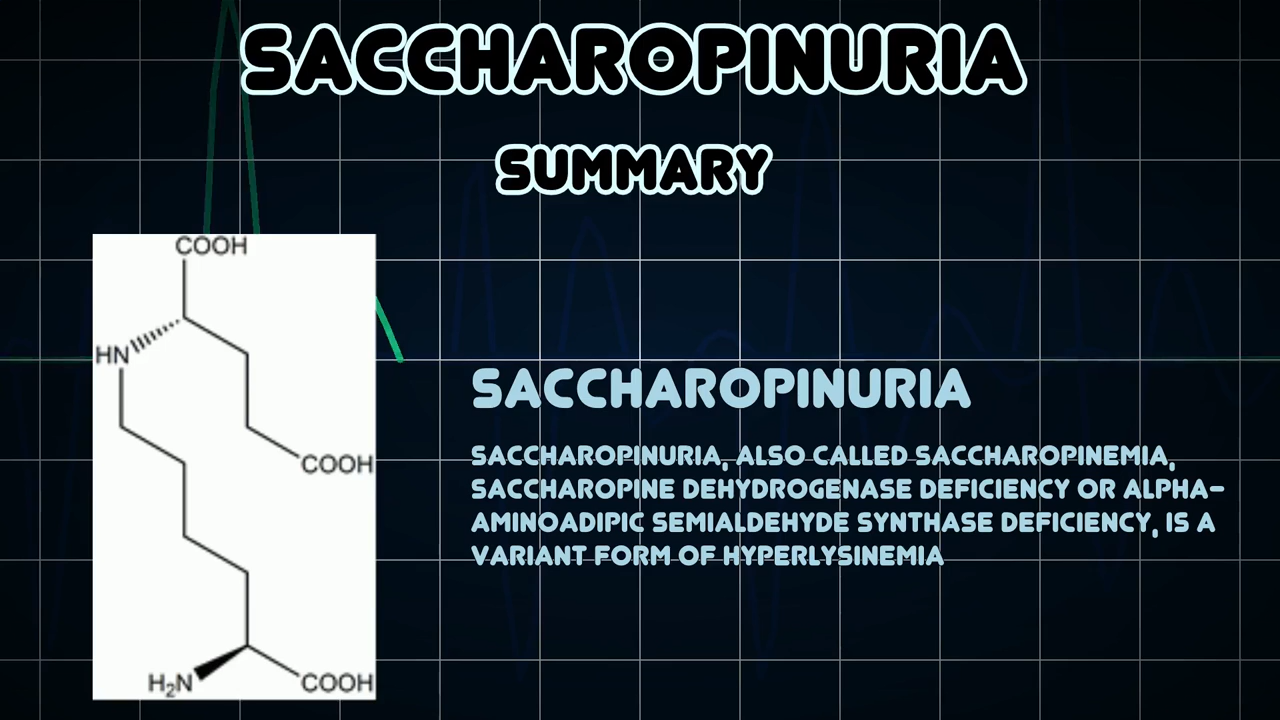 SACCHAROPINURIA
SUMMARY
COOH
HN
COOH
H₂N
COOH
SACCHAROPINURIA
SACCHAROPINURIA, ALSO CALLED SACCHAROPINEMIA,
SACCHAROPINE DEHYDROGENASE DEFICIENCY OR ALPHA-
AMINOADIPIC SEMIALDEHYDE SYNTHASE DEFICIENCY, IS A
VARIANT FORM OF HYPERLYSINEMIA